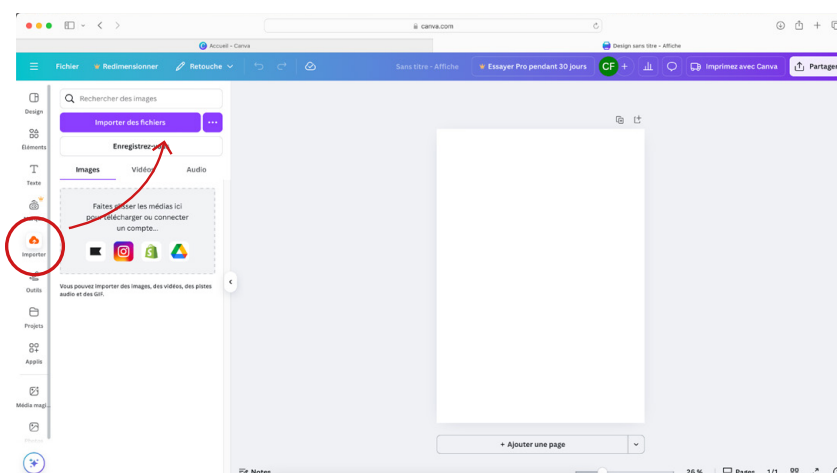 canva.com
Accueil - Canva
Design sans titre - Affiche
Fichier
Redimensionner
Retouche
Sans titre - Affiche
Essayer Pro pendant 30 jours
CF
+
Imprimez avec Canva
Partager
Design
Rechercher des images
Importer des fichiers
Éléments
Enregistrez-vous
Texte
Images Vidéos Audio
Faites glisser les médias ici
pour télécharger ou connecter
un compte...
Importer
Vous pouvez importer des images, des vidéos, des pistes
audio et des GIF.
Outils
Projets
Applis
Média magi...
+ Ajouter une page
Notes
26 %
Pages
1/1